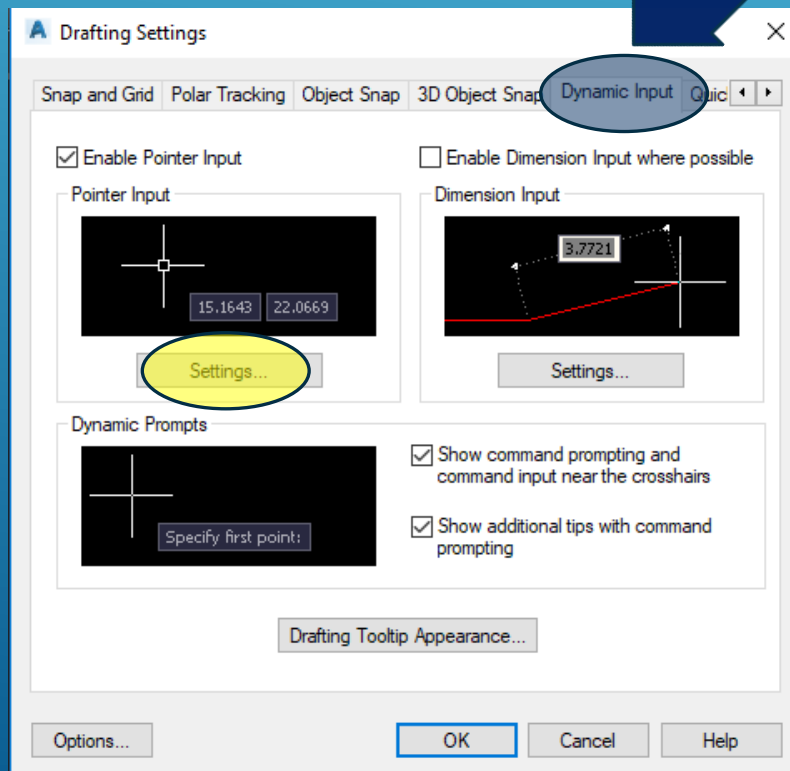 Drafting Settings
Snap and Grid Polar Tracking Object Snap 3D Object Snap Dynamic Input Quic
Enable Pointer Input
Enable Dimension Input where possible
Pointer Input
Dimension Input
3.7721
15.1643 22.0669
Settings...
Settings...
Dynamic Prompts
Show command prompting and
command input near the crosshairs
Specify first point:
Show additional tips with command
prompting
Drafting Tooltip Appearance...
Options...
OK
Cancel
Help